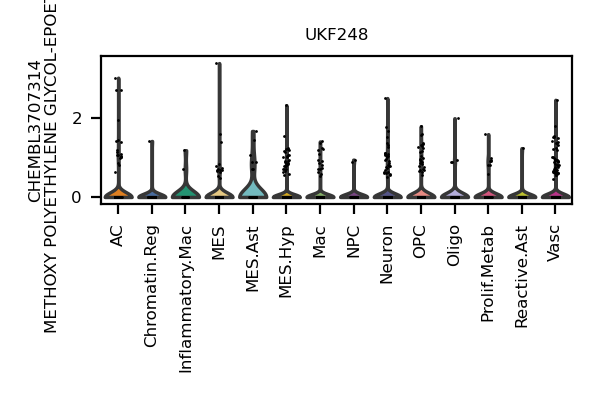 UKF248
CHEMBL3707314
METHOXY POLYETHYLENE GLYCOL-EPOET
2
0
AC
Chromatin.Reg
Inflammatory.Mac
MES
MES.Ast
MES.Hyp
Mac
NPC
Neuron
OPC
Oligo
Prolif.Metab
Reactive.Ast
Vasc